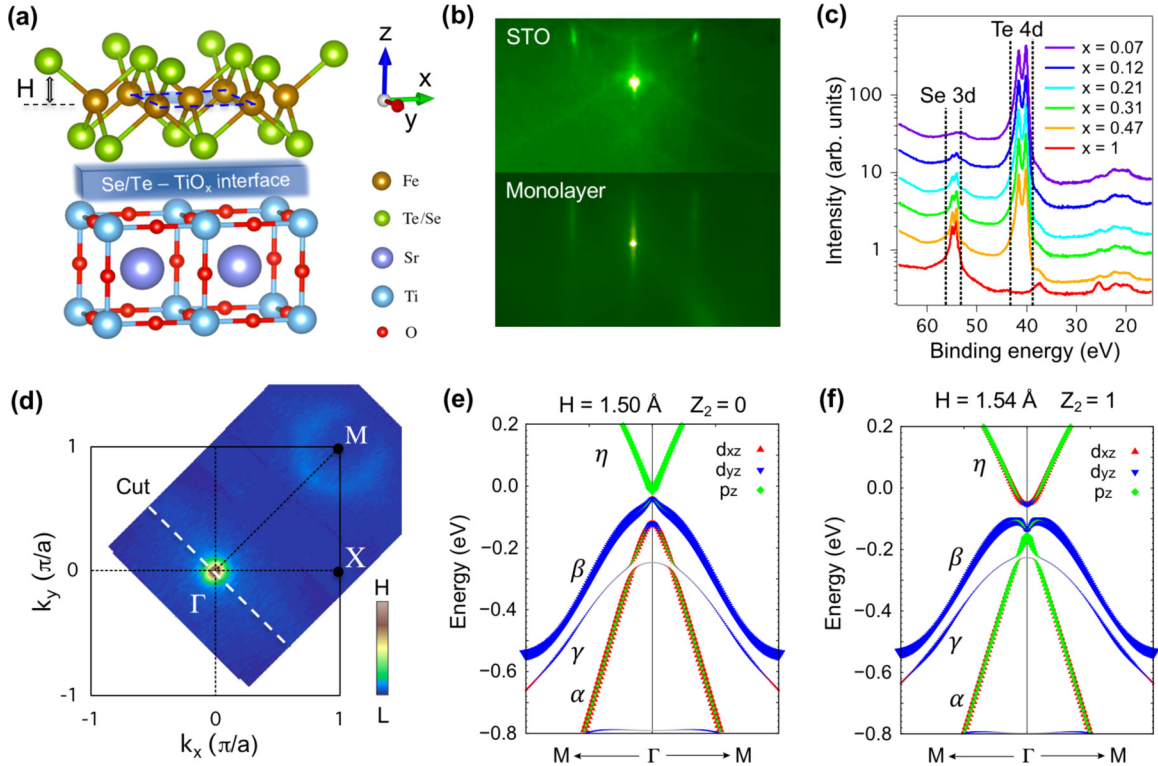 (a)
z
x
y
H
Se/Te – TiOx interface
Fe
Te/Se
Sr
Ti
O
(b)
STO
Monolayer
(c)
Te 4d
Se 3d
x = 0.07
x = 0.12
x = 0.21
x = 0.31
x = 0.47
x = 1
100
10
1
Intensity (arb. units)
60 50 40 30 20
Binding energy (eV)
(d)
M
Cut
X
Γ
H
L
1
0
-1
ky (π/a)
-1 0 1
kx (π/a)
(e)
H = 1.50 Å Z2 = 0
η
dxz
dyz
pz
β
γ
α
0.2
0.0
−0.2
−0.4
−0.6
−0.8
Energy (eV)
M Γ M
(f)
H = 1.54 Å Z2 = 1
η
dxz
dyz
pz
β
γ
α
0.2
0.0
−0.2
−0.4
−0.6
−0.8
Energy (eV)
M Γ M